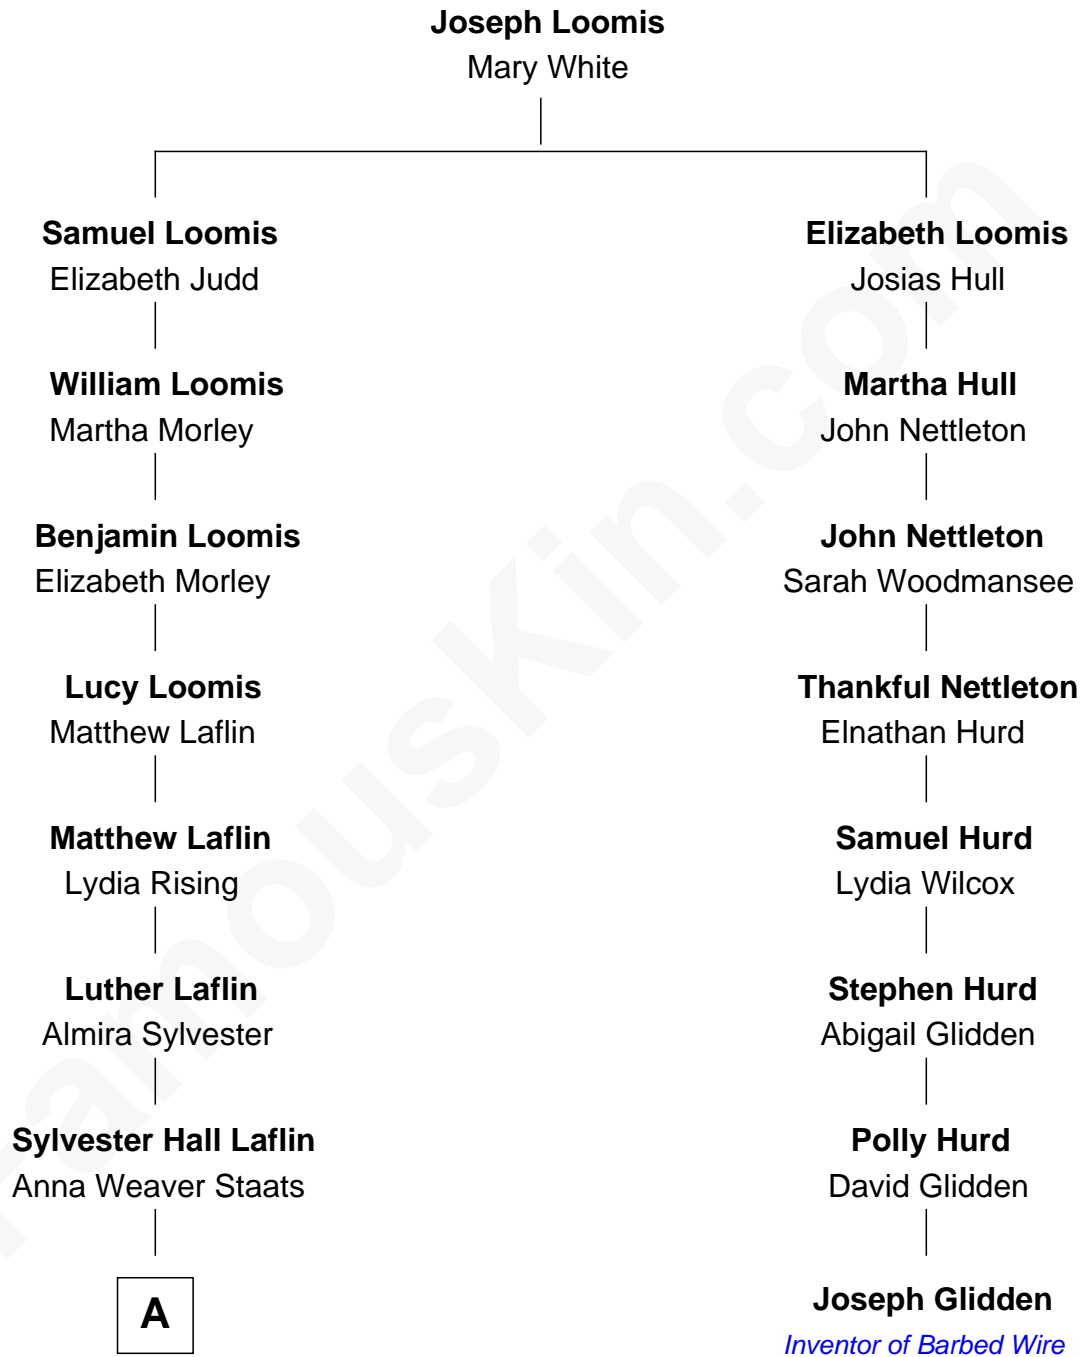 Joseph Loomis
Mary White
Samuel Loomis
Elizabeth Judd
William Loomis
Martha Morley
Benjamin Loomis
Elizabeth Morley
Lucy Loomis
Matthew Laflin
Matthew Laflin
Lydia Rising
Luther Laflin
Almira Sylvester
Sylvester Hall Laflin
Anna Weaver Staats
A
Elizabeth Loomis
Josias Hull
Martha Hull
John Nettleton
John Nettleton
Sarah Woodmansee
Thankful Nettleton
Elnathan Hurd
Samuel Hurd
Lydia Wilcox
Stephen Hurd
Abigail Glidden
Polly Hurd
David Glidden
Joseph Glidden
Inventor of Barbed Wire
FamousKin.com